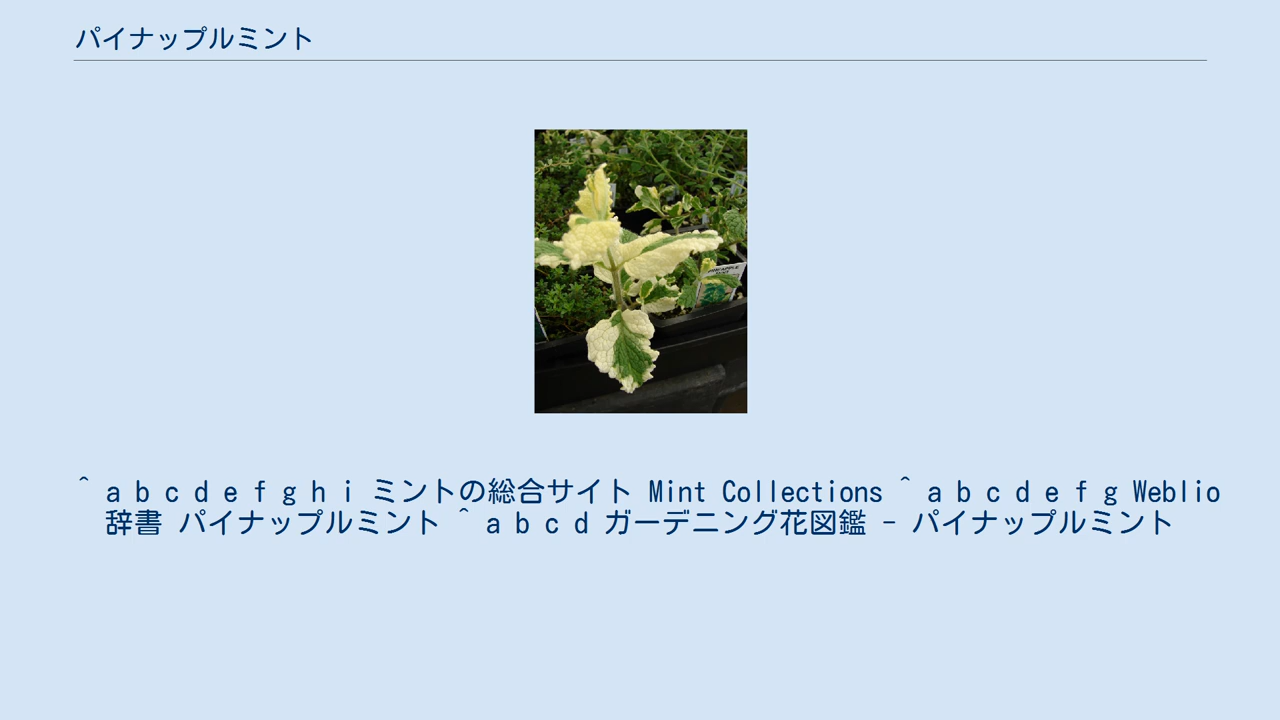 パイナップルミント
PINEAPPLE
MINT
^ a b c d e f g h i ミントの総合サイト Mint Collections ^ a b c d e f g Weblio
辞書 パイナップルミント ^ a b c d ガーデニング花図鑑 - パイナップルミント